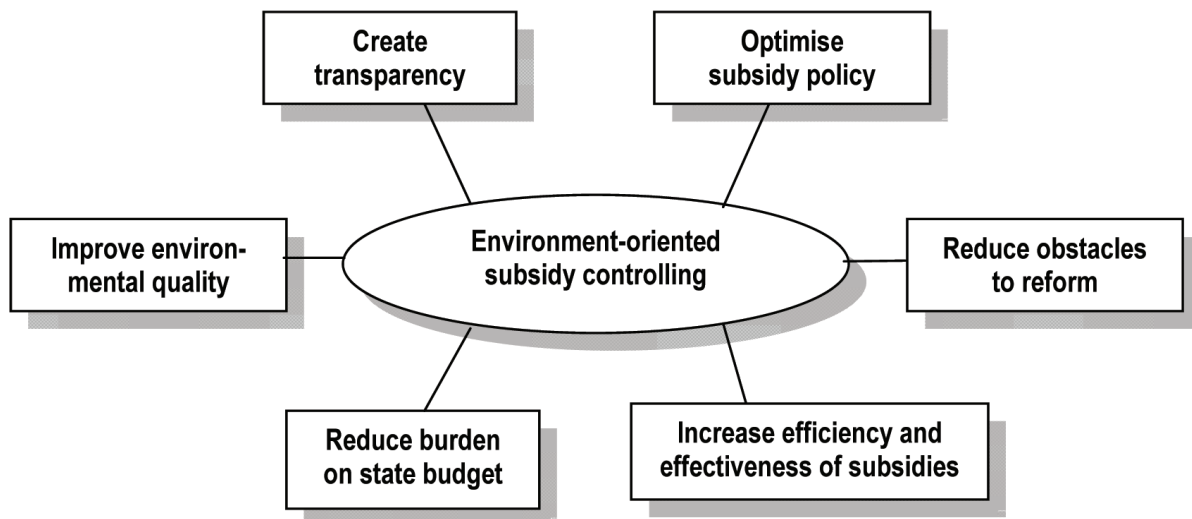 Create
transparency
Optimise
subsidy policy
Improve environ-
mental quality
Environment-oriented
subsidy controlling
Reduce obstacles
to reform
Reduce burden
on state budget
Increase efficiency and
effectiveness of subsidies